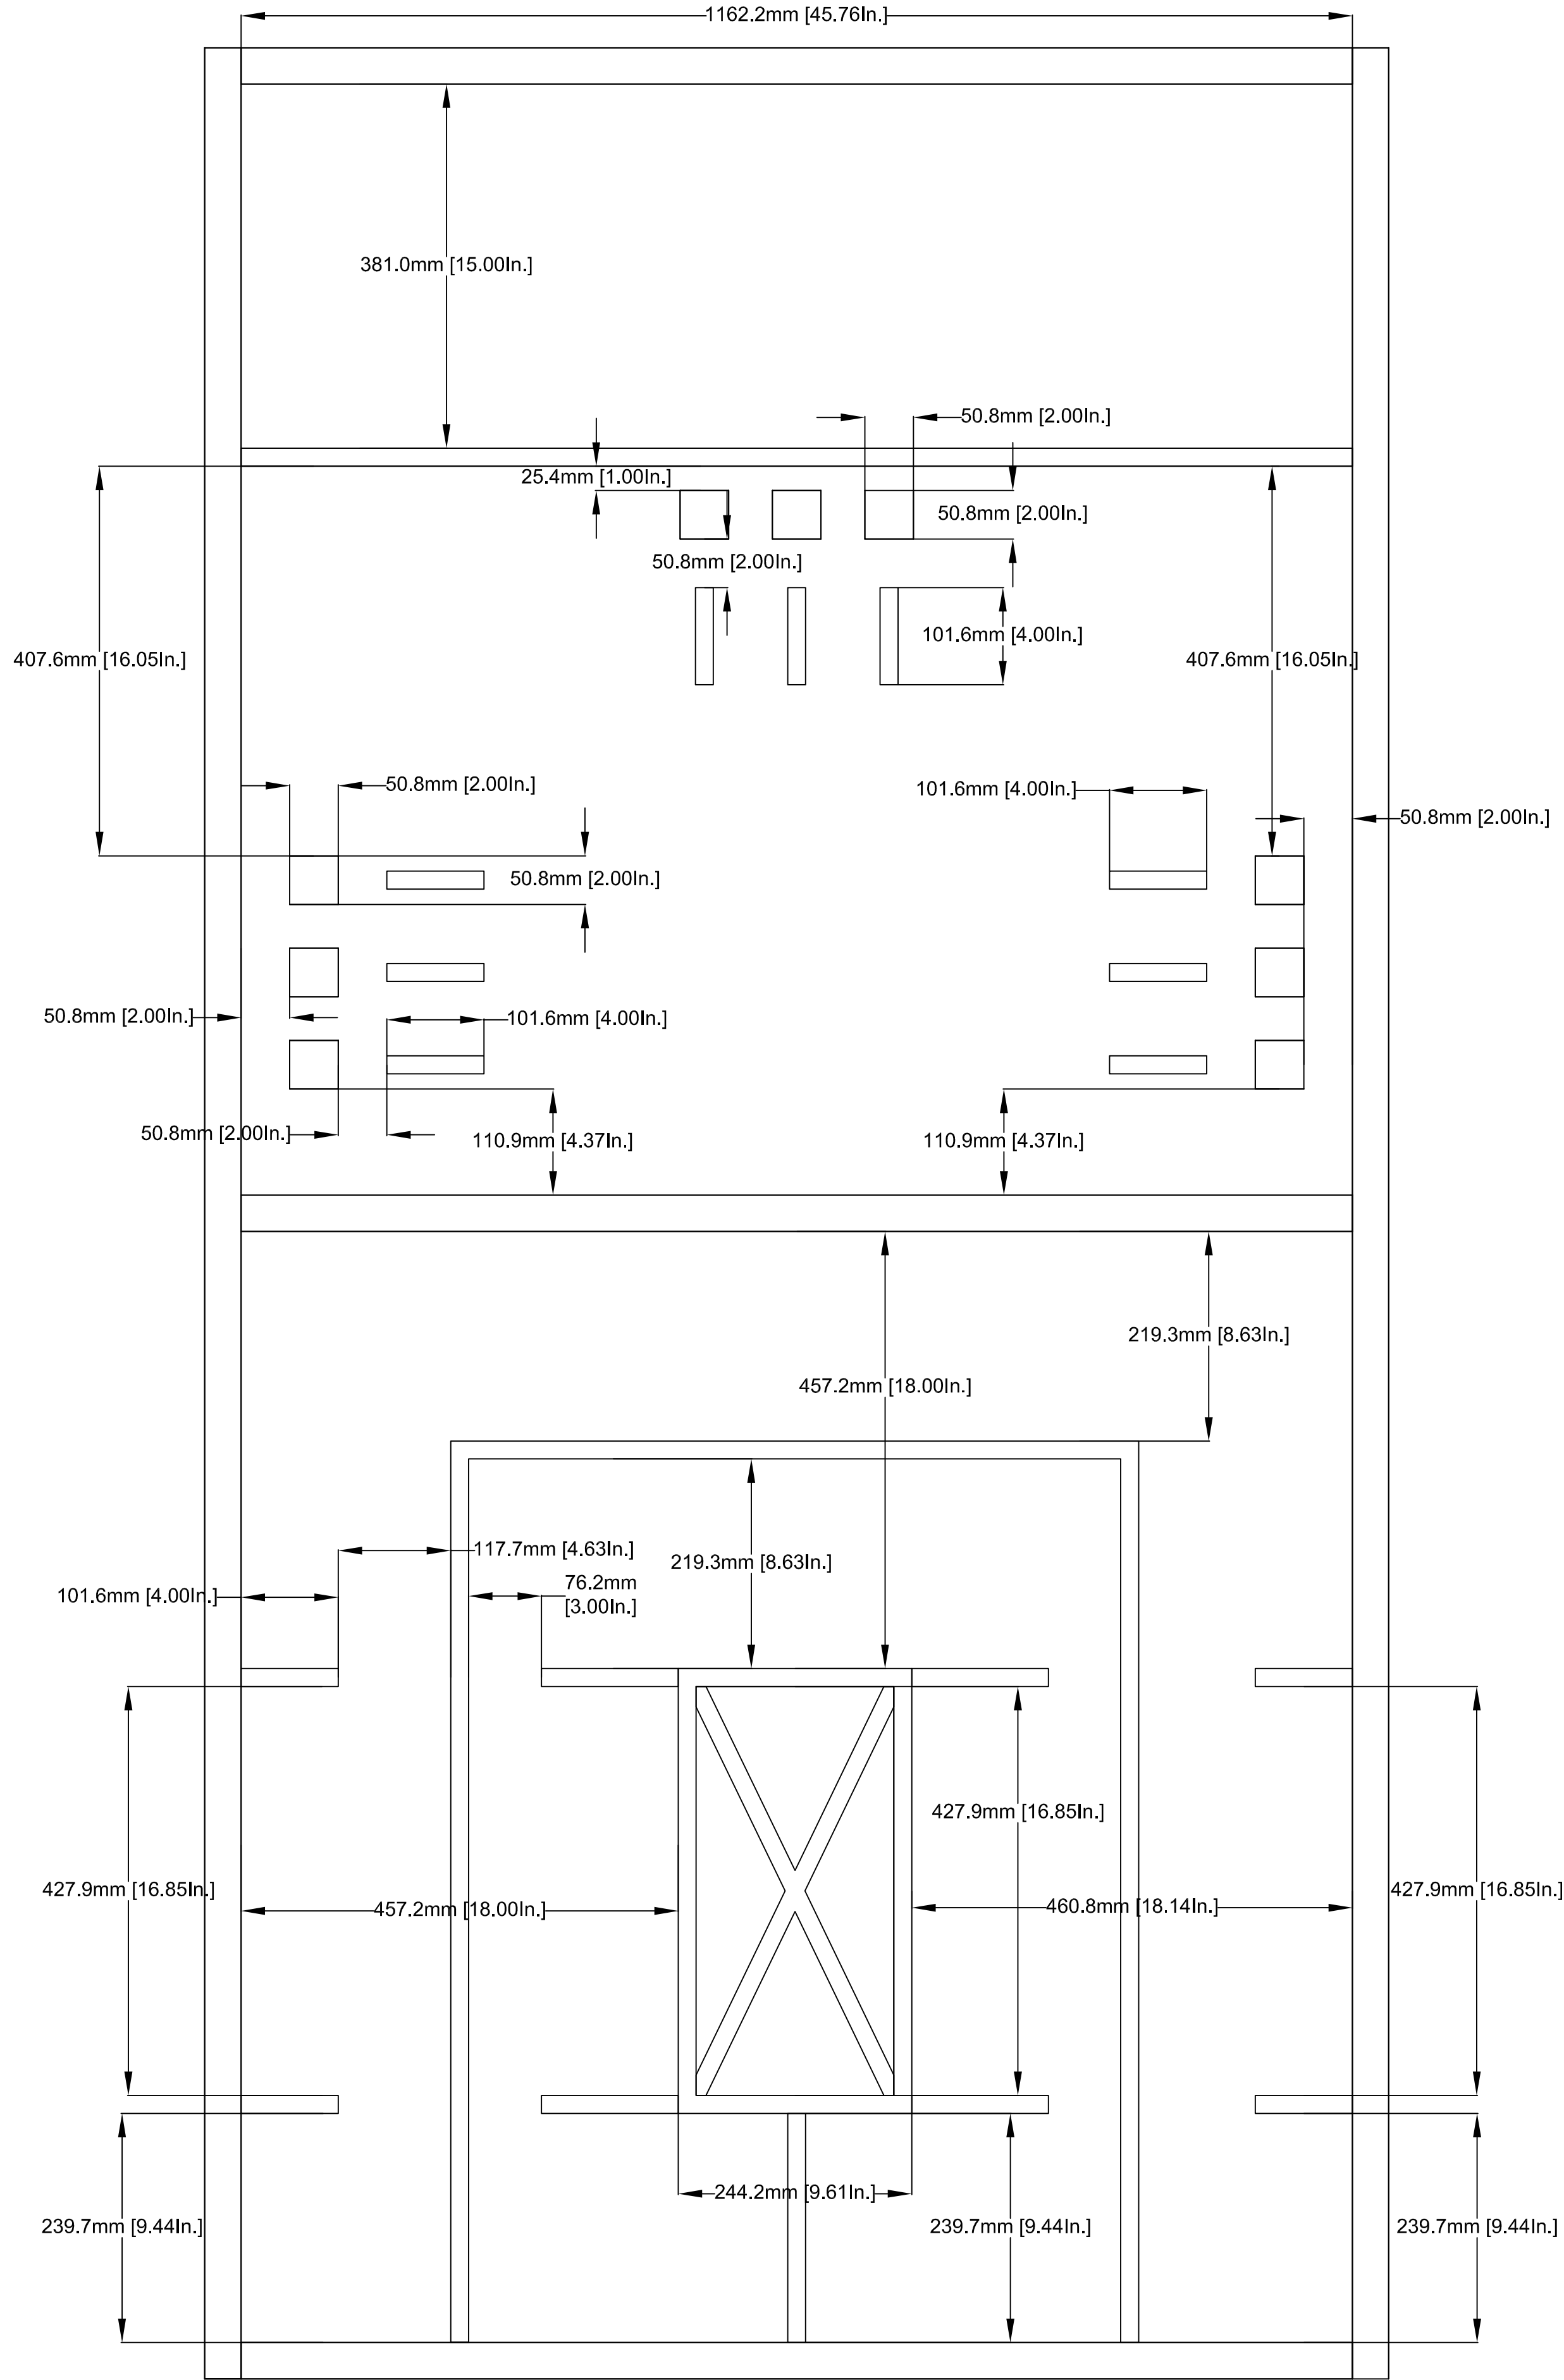 1162.2mm [45.76In.]
381.0mm [15.00In.]
50.8mm [2.00In.]
25.4mm [1.00In.]
50.8mm [2.00In.]
50.8mm [2.00In.]
101.6mm [4.00In.]
407.6mm [16.05In.]
407.6mm [16.05In.]
50.8mm [2.00In.]
101.6mm [4.00In.]
50.8mm [2.00In.]
50.8mm [2.00In.]
50.8mm [2.00In.]
101.6mm [4.00In.]
50.8mm [2.00In.]
110.9mm [4.37In.]
110.9mm [4.37In.]
219.3mm [8.63In.]
457.2mm [18.00In.]
117.7mm [4.63In.]
219.3mm [8.63In.]
76.2mm
[3.00In.]
101.6mm [4.00In.]
427.9mm [16.85In.]
427.9mm [16.85In.]
427.9mm [16.85In.]
457.2mm [18.00In.]
460.8mm [18.14In.]
244.2mm [9.61In.]
239.7mm [9.44In.]
239.7mm [9.44In.]
239.7mm [9.44In.]